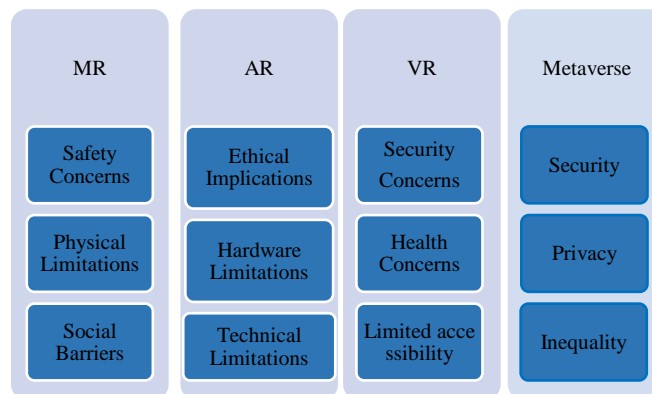 MR
Safety
Concerns
Physical
Limitations
Social
Barriers
AR
Ethical
Implications
Hardware
Limitations
Technical
Limitations
VR
Security
Concerns
Health
Concerns
Limited acce
ssibility
Metaverse
Security
Privacy
Inequality